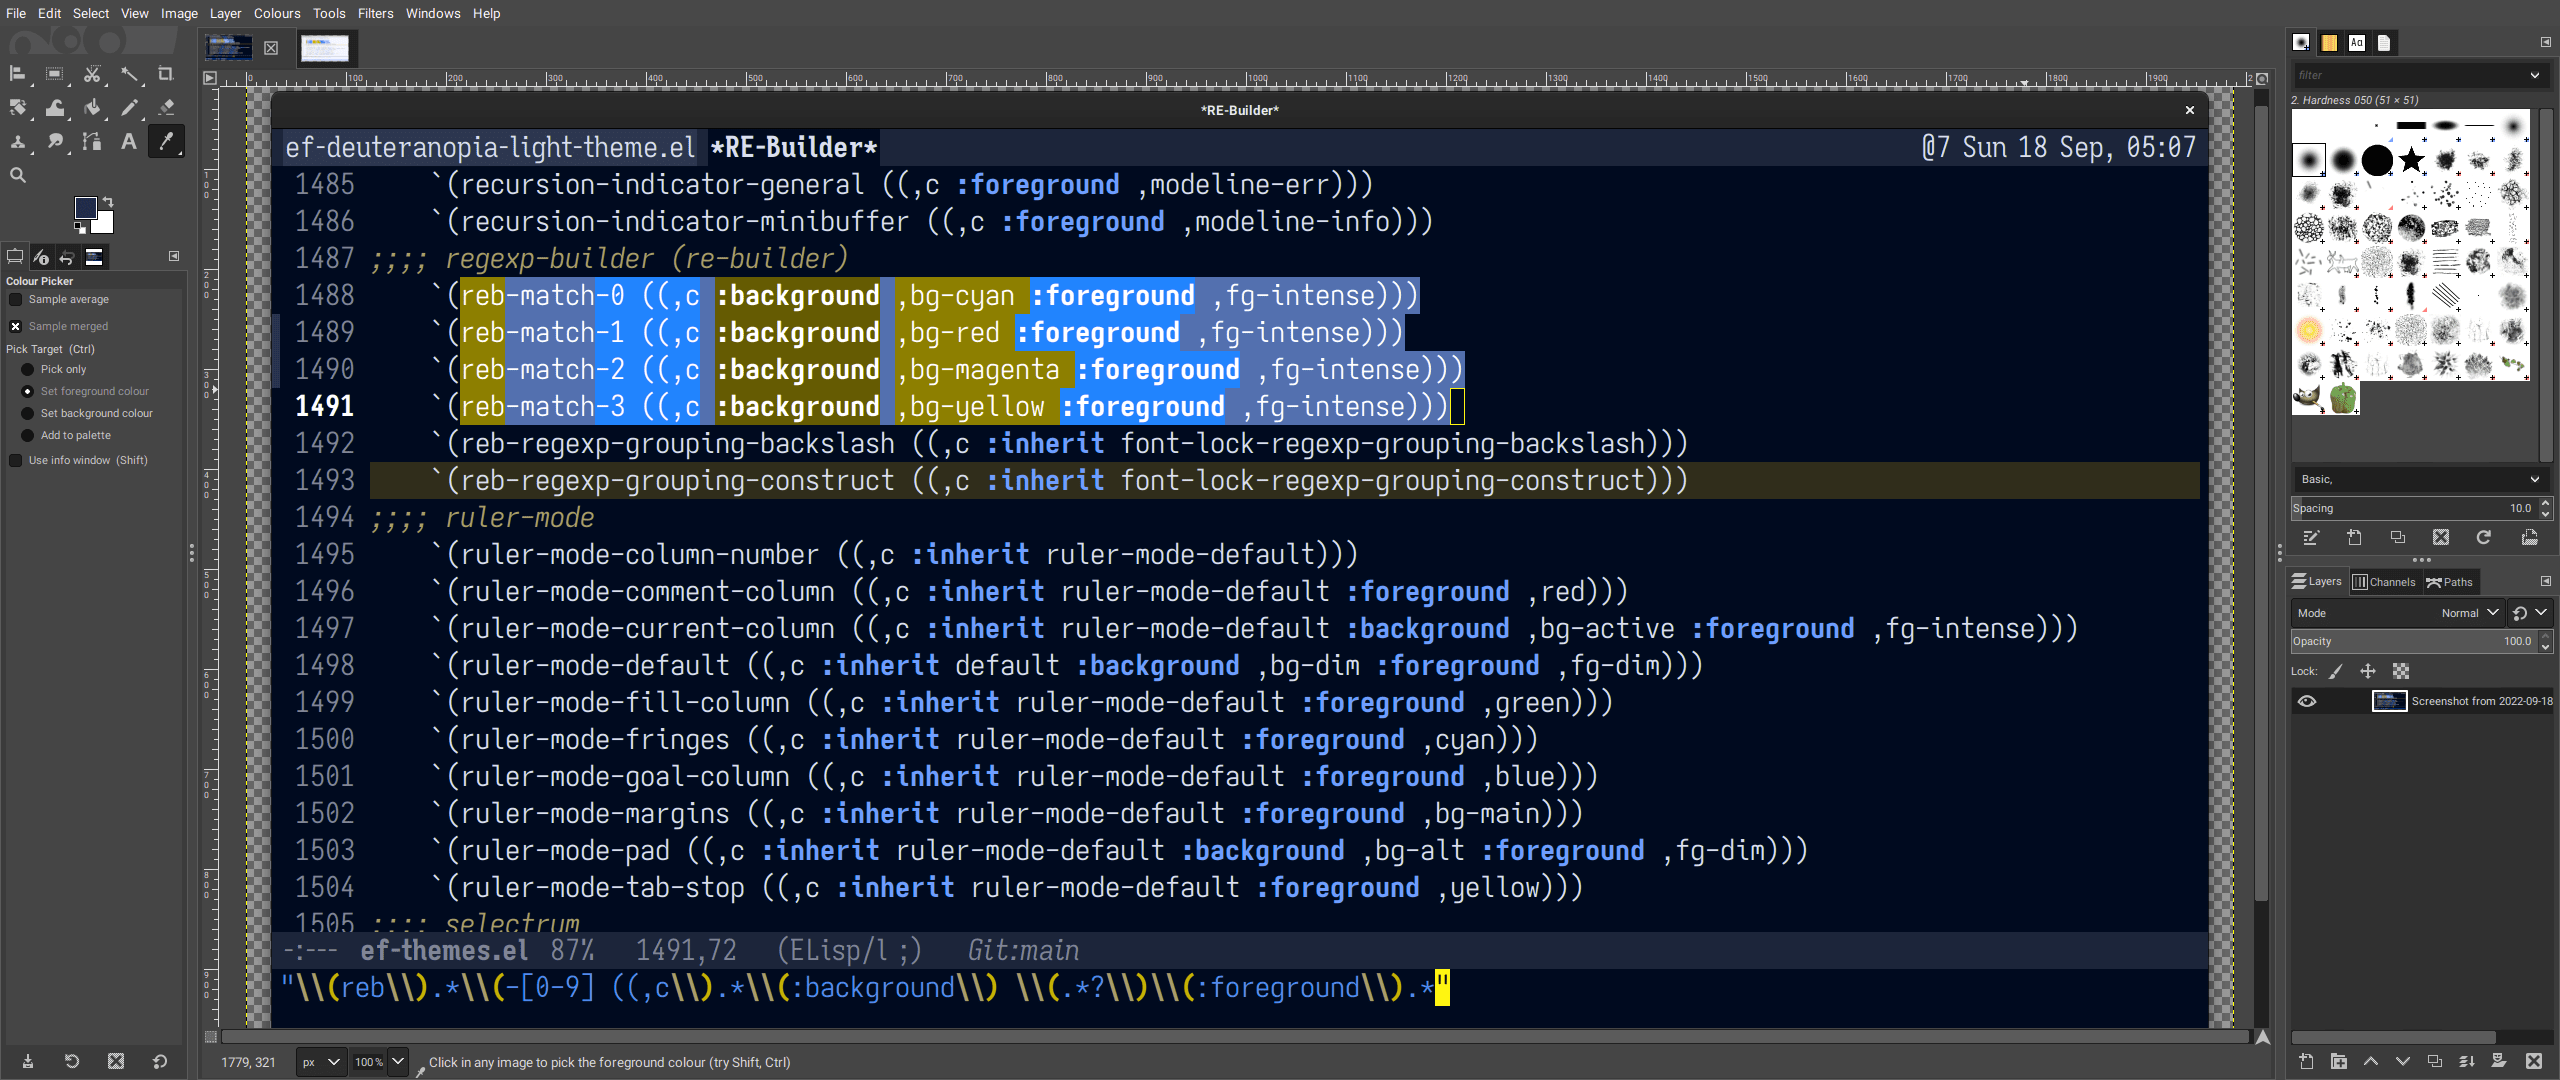 File Edit Select View Image Layer Colours Tools Filters Windows Help
*RE-Builder*
ef-deuteranopia-light-theme.el *RE-Builder* @7 Sun 18 Sep, 05:07
1485 `(recursion-indicator-general ((,c :foreground ,modeline-err)))
1486 `(recursion-indicator-minibuffer ((,c :foreground ,modeline-info)))
1487 ;;;; regexp-builder (re-builder)
1488 `(reb-match-0 ((,c :background ,bg-cyan :foreground ,fg-intense)))
1489 `(reb-match-1 ((,c :background ,bg-red :foreground ,fg-intense)))
1490 `(reb-match-2 ((,c :background ,bg-magenta :foreground ,fg-intense)))
1491 `(reb-match-3 ((,c :background ,bg-yellow :foreground ,fg-intense)))
1492 `(reb-regexp-grouping-backslash ((,c :inherit font-lock-regexp-grouping-backslash)))
1493 `(reb-regexp-grouping-construct ((,c :inherit font-lock-regexp-grouping-construct)))
1494 ;;;; ruler-mode
1495 `(ruler-mode-column-number ((,c :inherit ruler-mode-default)))
1496 `(ruler-mode-comment-column ((,c :inherit ruler-mode-default :foreground ,red)))
1497 `(ruler-mode-current-column ((,c :inherit ruler-mode-default :background ,bg-active :foreground ,fg-intense)))
1498 `(ruler-mode-default ((,c :inherit default :background ,bg-dim :foreground ,fg-dim)))
1499 `(ruler-mode-fill-column ((,c :inherit ruler-mode-default :foreground ,green)))
1500 `(ruler-mode-fringes ((,c :inherit ruler-mode-default :foreground ,cyan)))
1501 `(ruler-mode-goal-column ((,c :inherit ruler-mode-default :foreground ,blue)))
1502 `(ruler-mode-margins ((,c :inherit ruler-mode-default :foreground ,bg-main)))
1503 `(ruler-mode-pad ((,c :inherit ruler-mode-default :background ,bg-alt :foreground ,fg-dim)))
1504 `(ruler-mode-tab-stop ((,c :inherit ruler-mode-default :foreground ,yellow)))
1505 ;;;; selectrum
-:--- ef-themes.el 87% 1491,72 (ELisp/l ;) Git:main
"\\(reb\\).*\\(-[0-9] ((,c\\).*\\(:background\\) \\(.*?\\)\\(:foreground\\).*"
Colour Picker
Sample average
Sample merged
Pick Target (Ctrl)
Pick only
Set foreground colour
Set background colour
Add to palette
Use info window (Shift)
filter
2. Hardness 050 (51 × 51)
Basic,
Spacing 10.0
Layers Channels Paths
Mode Normal
Opacity 100.0
Lock:
Screenshot from 2022-09-18
1779, 321 px 100% Click in any image to pick the foreground colour (try Shift, Ctrl)